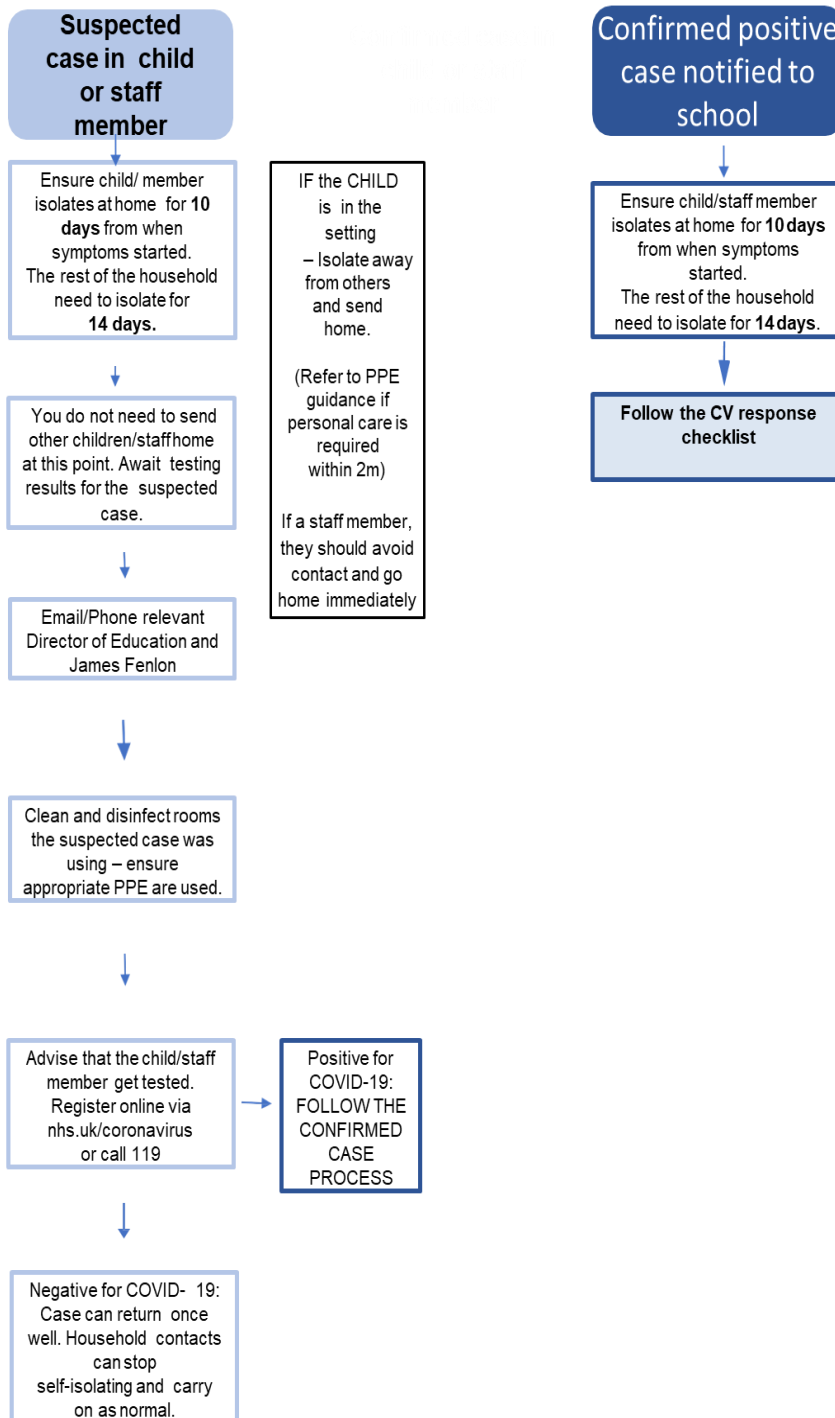 Suspected
case in child
or staff
member
Ensure child/ member
isolates at home for 10
days from when
symptoms started.
The rest of the household
need to isolate for
14 days.
You do not need to send
other children/staff home
at this point. Await testing
results for the suspected
case.
Email/Phone relevant
Director of Education and
James Fenlon
Clean and disinfect rooms
the suspected case was
using – ensure
appropriate PPE are used.
Advise that the child/staff
member get tested.
Register online via
nhs.uk/coronavirus
or call 119
Negative for COVID- 19:
Case can return once
well. Household contacts
can stop
self-isolating and carry
on as normal.
IF the CHILD
is in the
setting
– Isolate away
from others
and send
home.
(Refer to PPE
guidance if
personal care is
required
within 2m)
If a staff member,
they should avoid
contact and go
home immediately
Positive for
COVID-19:
FOLLOW THE
CONFIRMED
CASE
PROCESS
Confirmed positive
case notified to
school
Ensure child/staff member
isolates at home for 10 days
from when symptoms
started.
The rest of the household
need to isolate for 14 days.
Follow the CV response
checklist